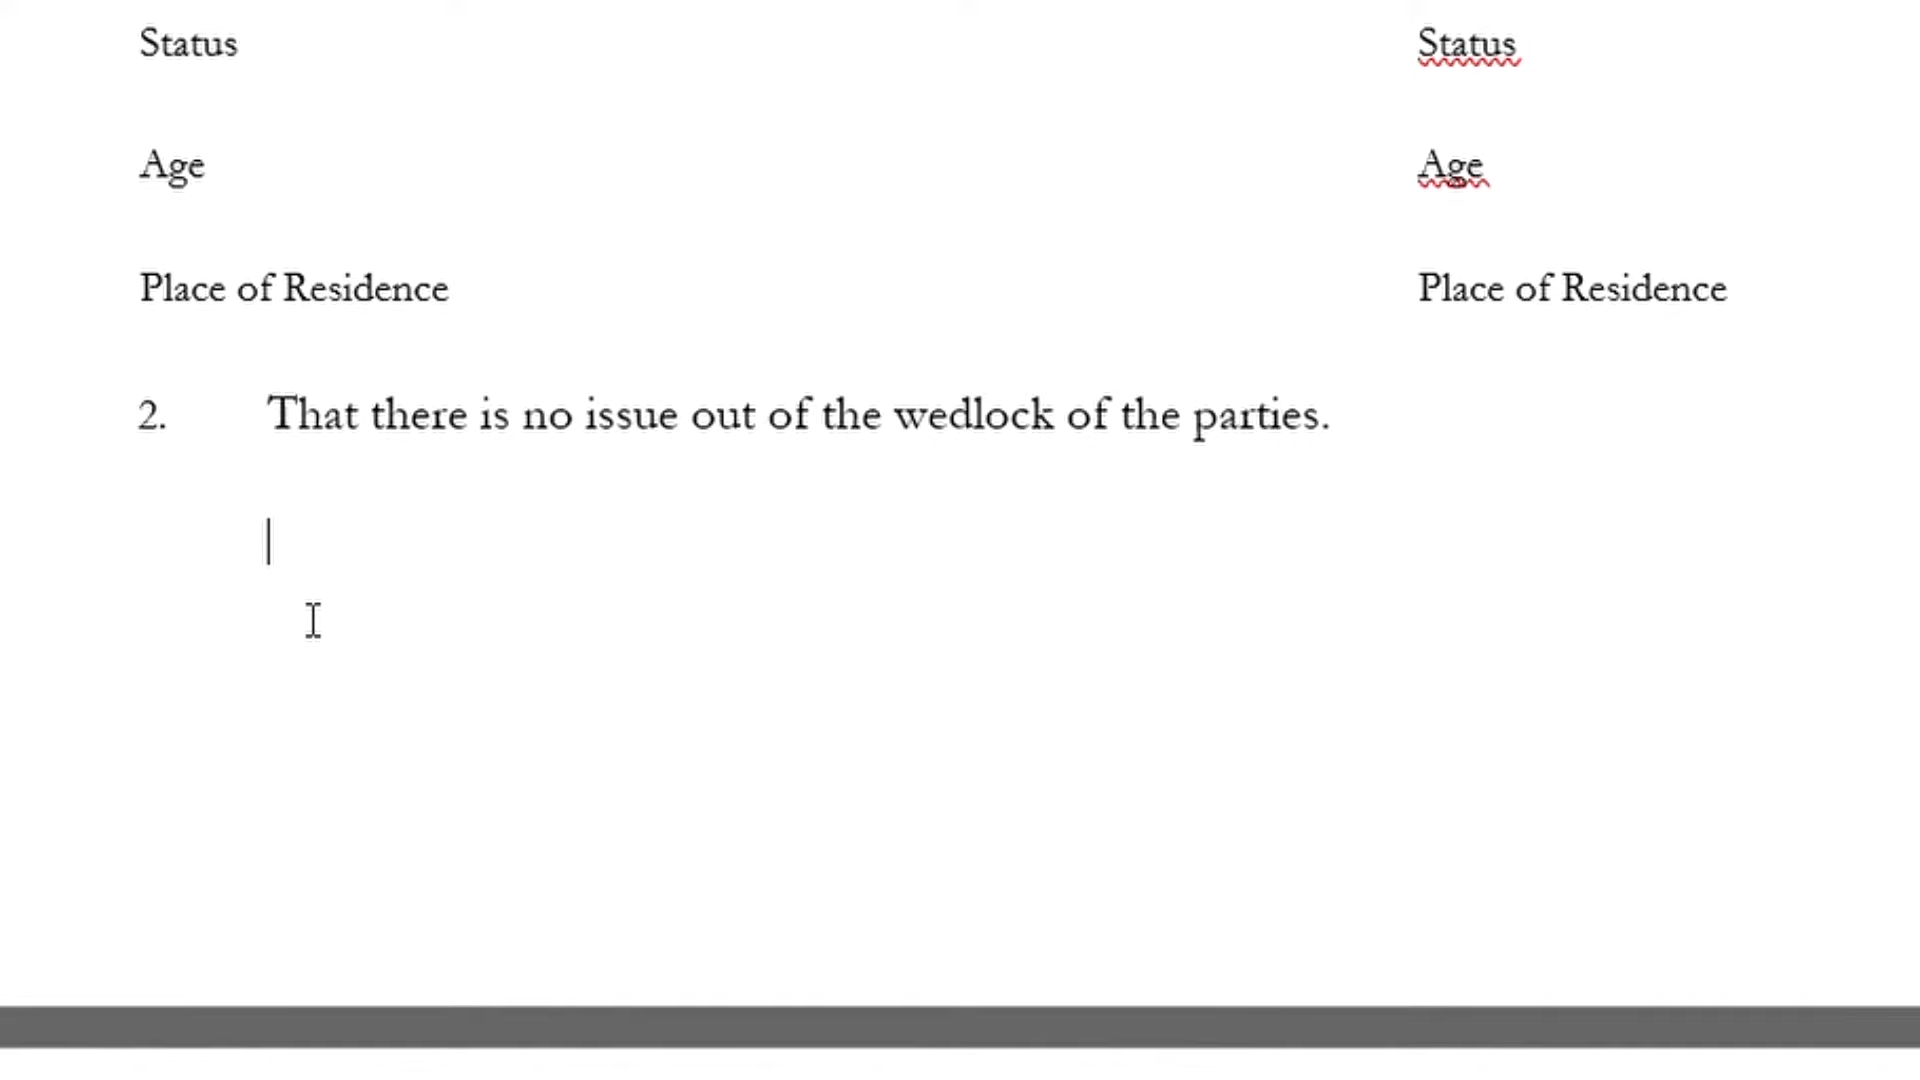 Status Status
Age Age
Place of Residence Place of Residence
2. That there is no issue out of the wedlock of the parties.